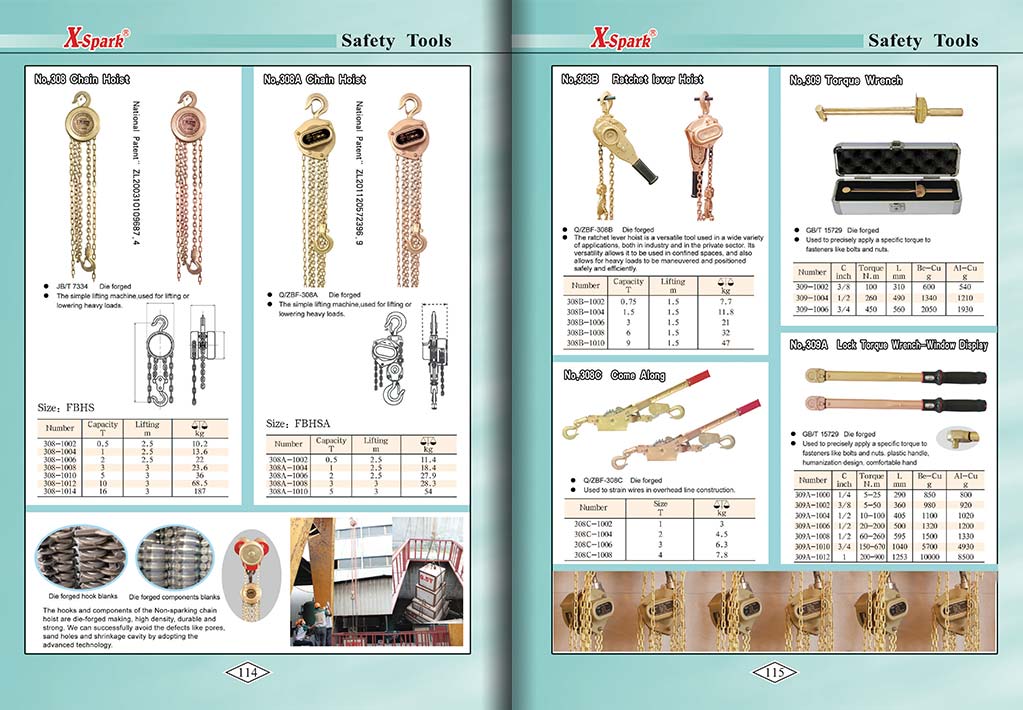 X-Spark®
Safety Tools
No,308 Chain Hoist
National Patent" ZL200310109687,4
JB/T 7334 Die forged
The simple lifting machine,used for lifting or
lowering heavy loads.
Size: FBHS
Number Capacity T Lifting m kg
308-1002 0.5 2.5 10.2
308-1004 1 2.5 13.6
308-1006 2 2.5 22
308-1008 3 3 23.6
308-1010 5 3 36
308-1012 10 3 68.5
308-1014 16 3 187
No,308A Chain Hoist
National Patent" ZL201120572396.9
Q/ZBF-308A Die forged
The simple lifting machine,used for lifting or
lowering heavy loads.
Size: FBHSA
Number Capacity T Lifting m kg
308A-1002 0.5 2.5 11.4
308A-1004 1 2.5 18.4
308A-1006 2 2.5 27.9
308A-1008 3 3 28.3
308A-1010 5 3 54
Die forged hook blanks
Die forged components blanks
The hooks and components of the Non-sparking chain
hoist are die-forged making, high density, durable and
strong. We can successfully avoid the defects like pores,
sand holes and shrinkage cavity by adopting the
advanced technology.
114
X-Spark®
Safety Tools
No,308B Ratchet lever Hoist
Q/ZBF-308B Die forged
The ratchet lever hoist is a versatile tool used in a wide variety
of applications, both in industry and in the private sector. Its
versatility allows it to be used in confined spaces, and also
allows for heavy loads to be maneuvered and positioned
safely and efficiently.
Number Capacity T Lifting m kg
308B-1002 0.75 1.5 7.7
308B-1004 1.5 1.5 11.8
308B-1006 3 1.5 21
308B-1008 6 1.5 32
308B-1010 9 1.5 47
No,308C Come Along
Q/ZBF-308C Die forged
Used to strain wires in overhead line construction.
Number Size T kg
308C-1002 1 3
308C-1004 2 4.5
308C-1006 3 6.3
308C-1008 4 7.8
No,309 Torque Wrench
GB/T 15729 Die forged
Used to precisely apply a specific torque to
fasteners like bolts and nuts.
Number C inch Torque N.m L mm Be-Cu g Al-Cu g
309-1002 3/8 100 310 600 540
309-1004 1/2 260 490 1340 1210
309-1006 3/4 450 560 2050 1930
No,309A Lock Torque Wrench-Window Display
GB/T 15729 Die forged
Used to precisely apply a specific torque to
fasteners like bolts and nuts, plastic handle,
humanization design, comfortable hand
Number C inch Torque N.m L mm Be-Cu g Al-Cu g
309A-1000 1/4 5-25 290 850 800
309A-1002 3/8 5-50 360 980 920
309A-1004 1/2 10-100 405 1100 1020
309A-1006 1/2 20-200 500 1320 1200
309A-1008 1/2 60-260 595 1500 1330
309A-1010 3/4 150-670 1040 5700 4930
309A-1012 1 200-900 1253 10000 8500
115